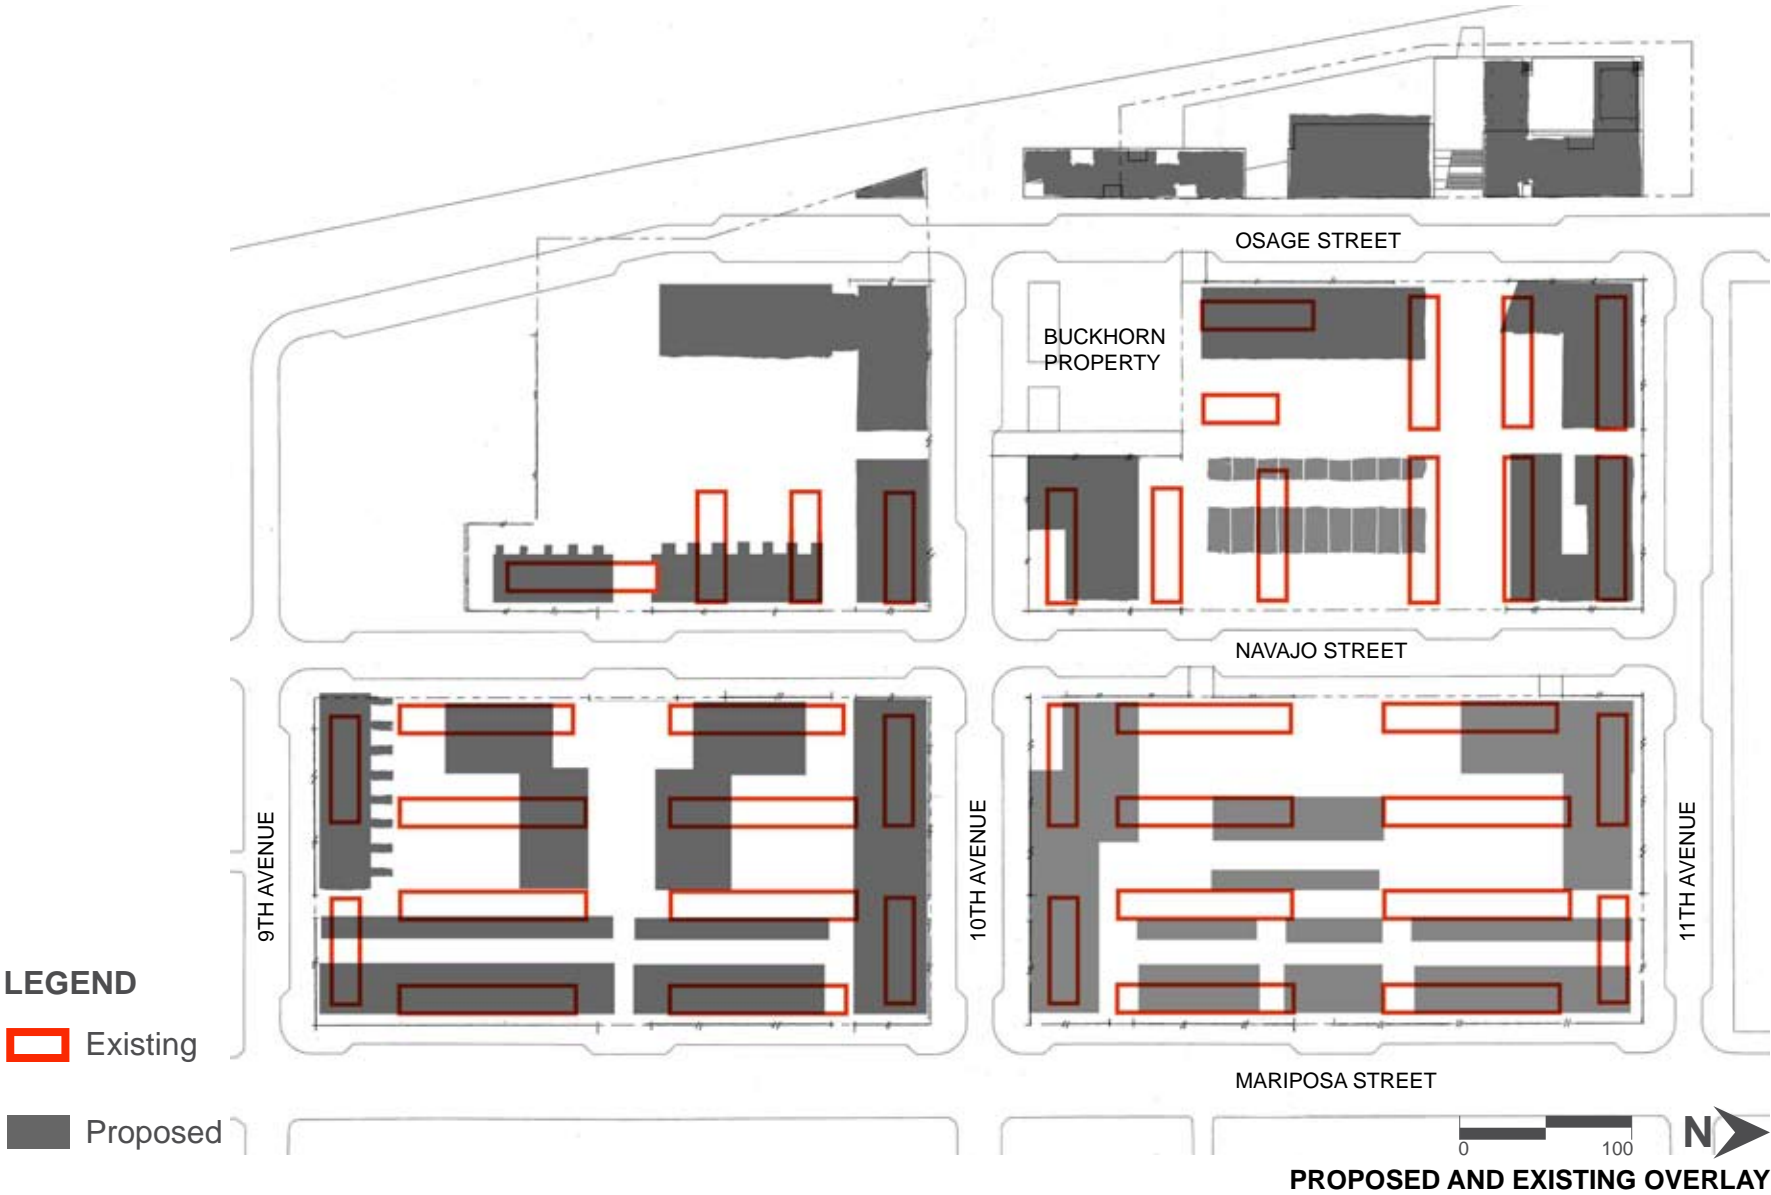 OSAGE STREET
BUCKHORN
PROPERTY
NAVAJO STREET
9TH AVENUE
10TH AVENUE
11TH AVENUE
LEGEND
Existing
Proposed
MARIPOSA STREET
0 100
N
PROPOSED AND EXISTING OVERLAY